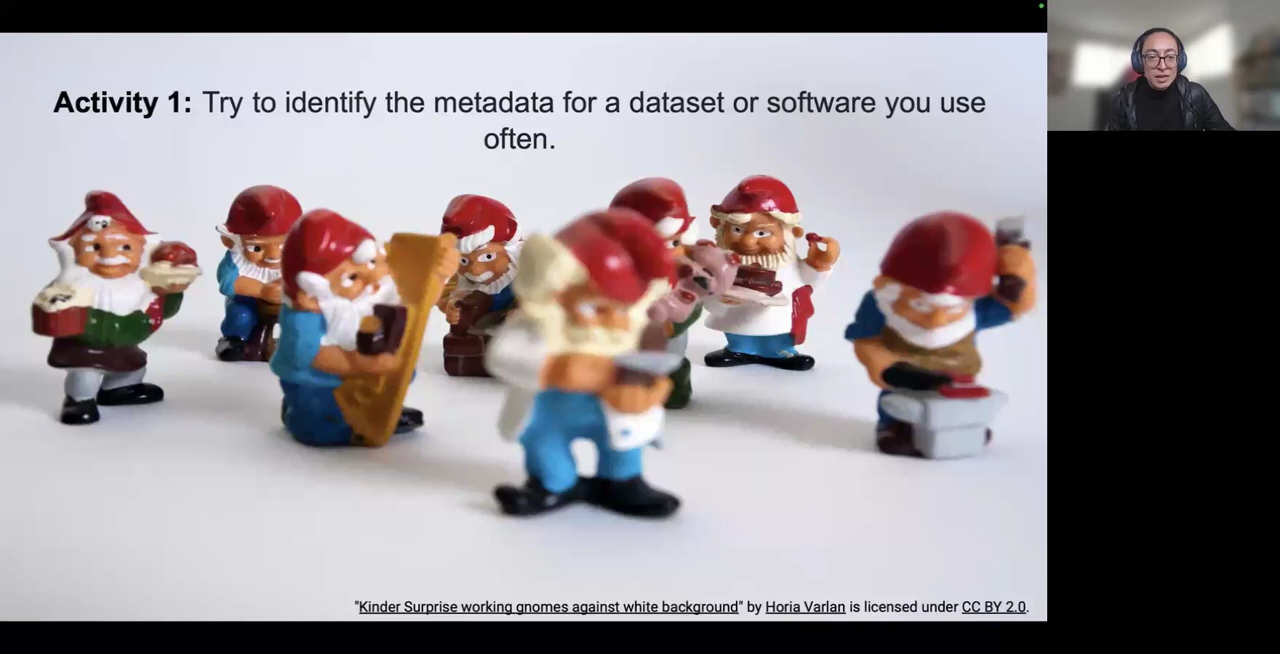 Activity 1: Try to identify the metadata for a dataset or software you use
often.
"Kinder Surprise working gnomes against white background" by Horia Varlan is licensed under CC BY 2.0.